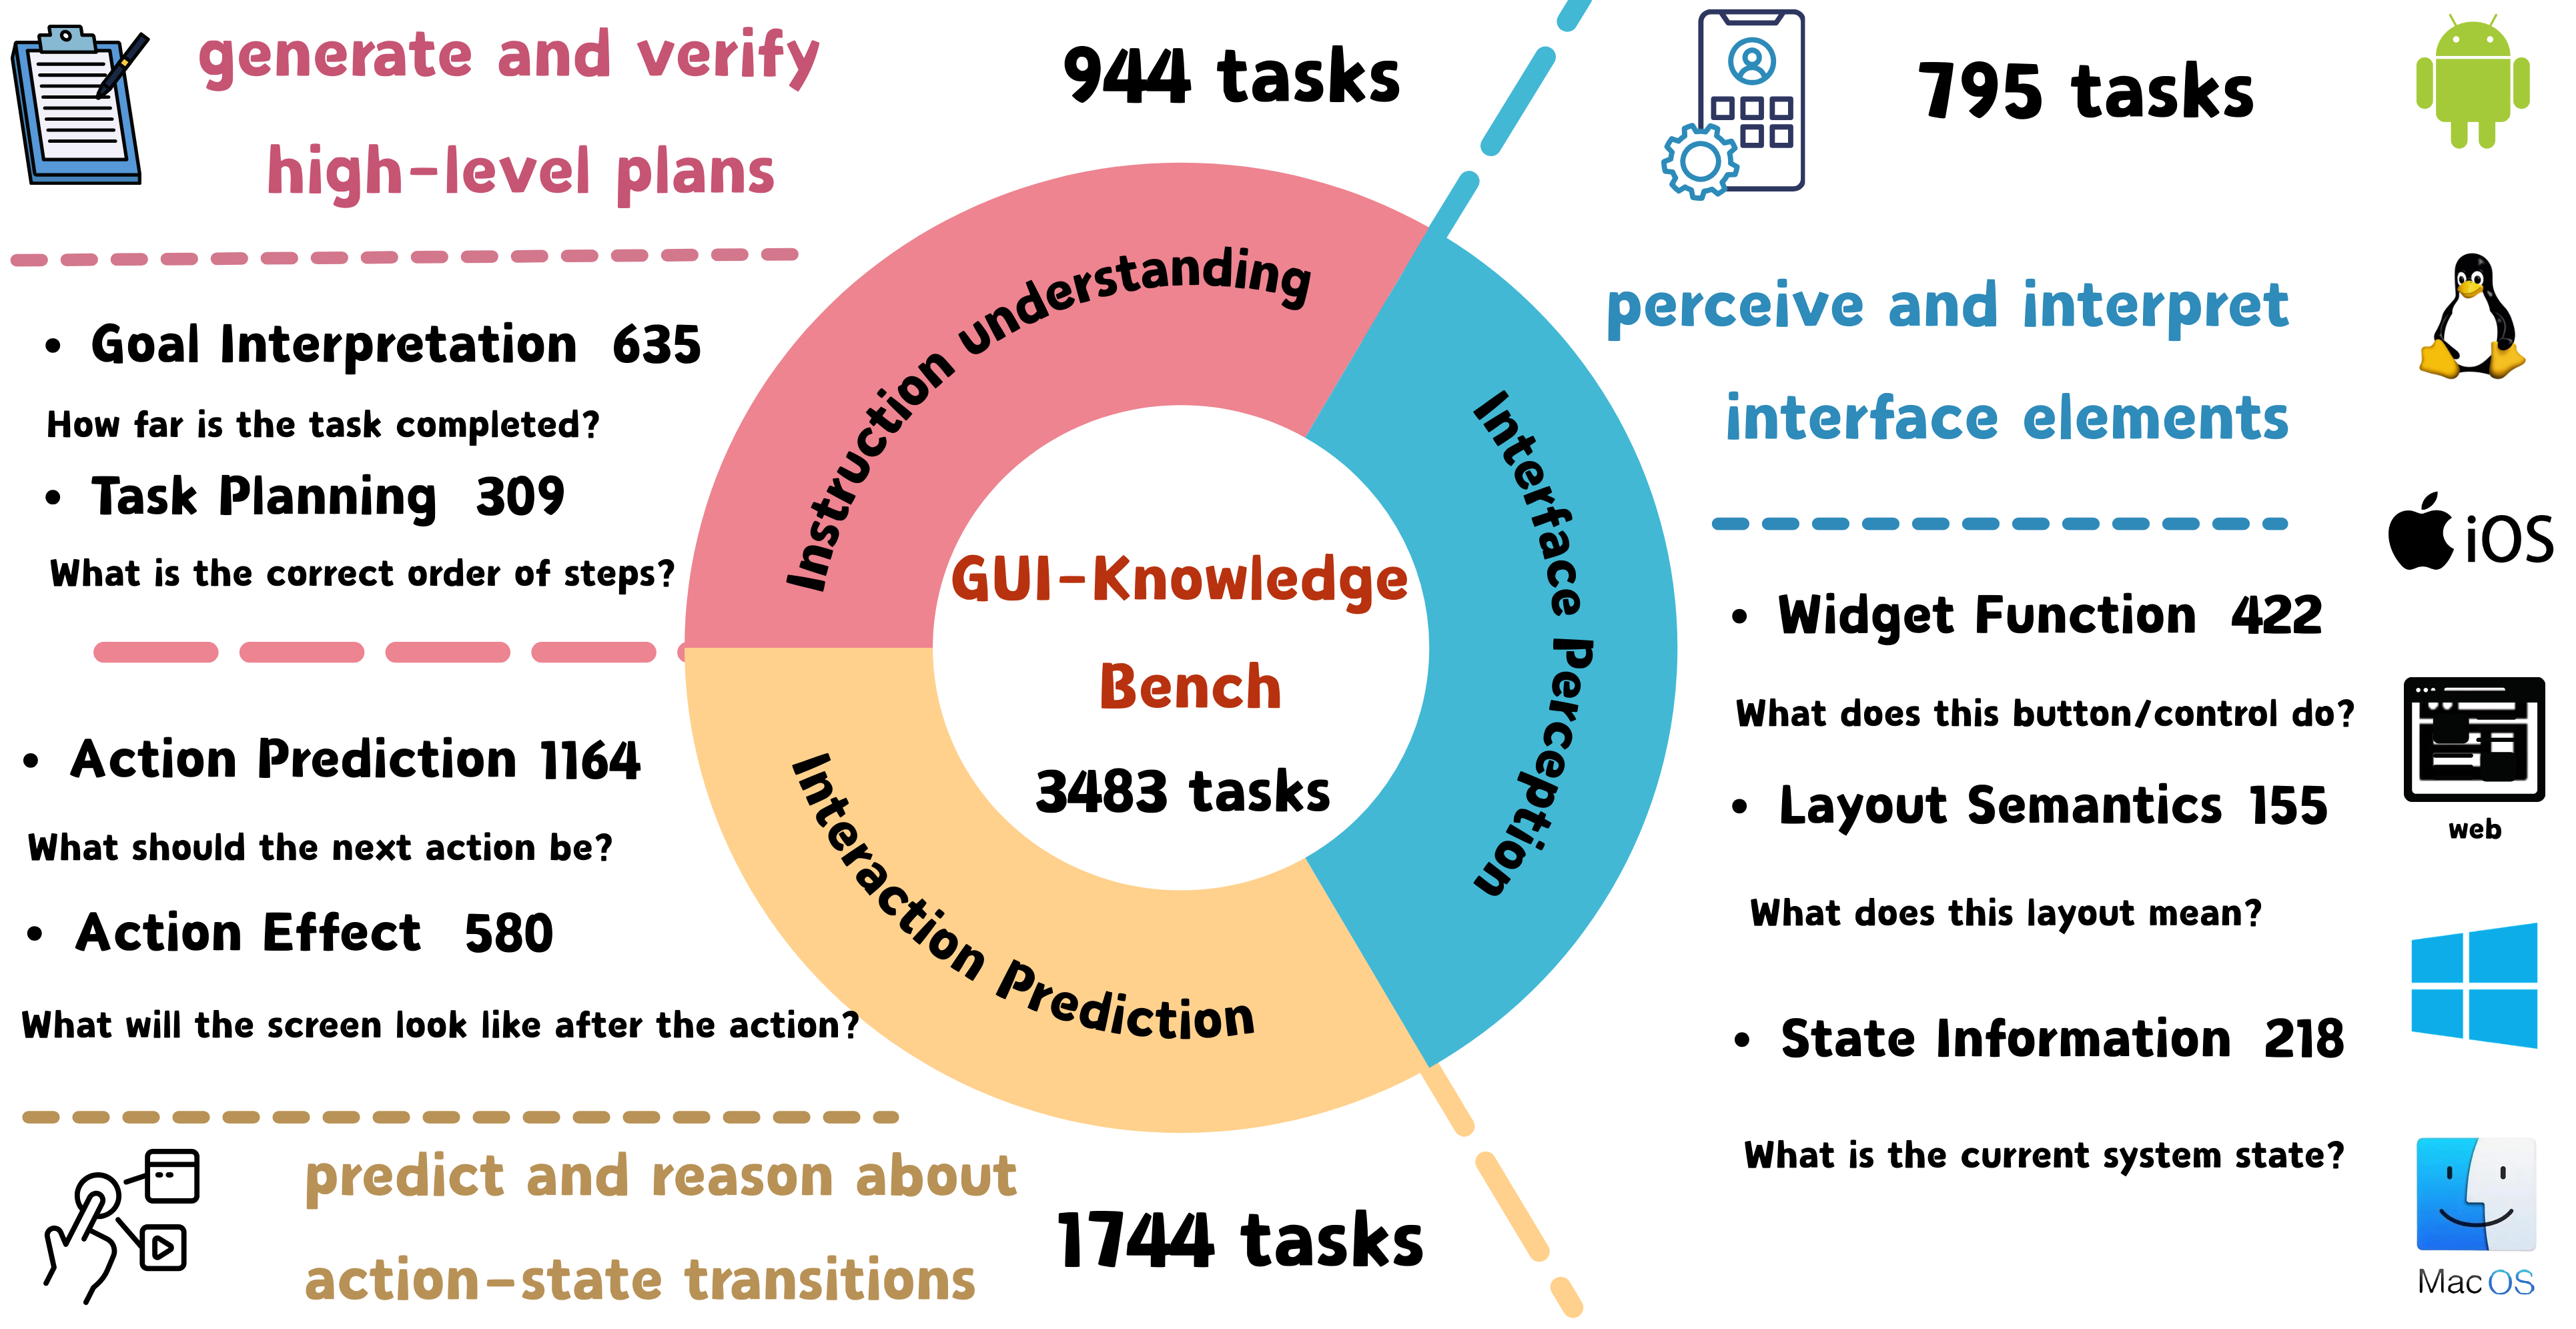 generate and verify
high-level plans
944 tasks
• Goal Interpretation 635
How far is the task completed?
• Task Planning 309
What is the correct order of steps?
Instruction understanding
795 tasks
perceive and interpret
interface elements
Interface Perception
• Widget Function 422
What does this button/control do?
• Layout Semantics 155
What does this layout mean?
• State Information 218
What is the current system state?
iOS
web
MacOS
GUI-Knowledge
Bench
3483 tasks
• Action Prediction 1164
What should the next action be?
• Action Effect 580
What will the screen look like after the action?
Interaction Prediction
predict and reason about
action-state transitions
1744 tasks